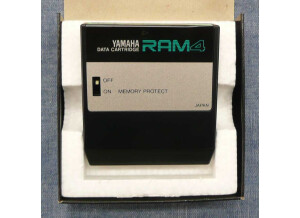 YAMAHA
DATA CARTRIDGE RAM4
OFF
ON MEMORY PROTECT
JAPAN